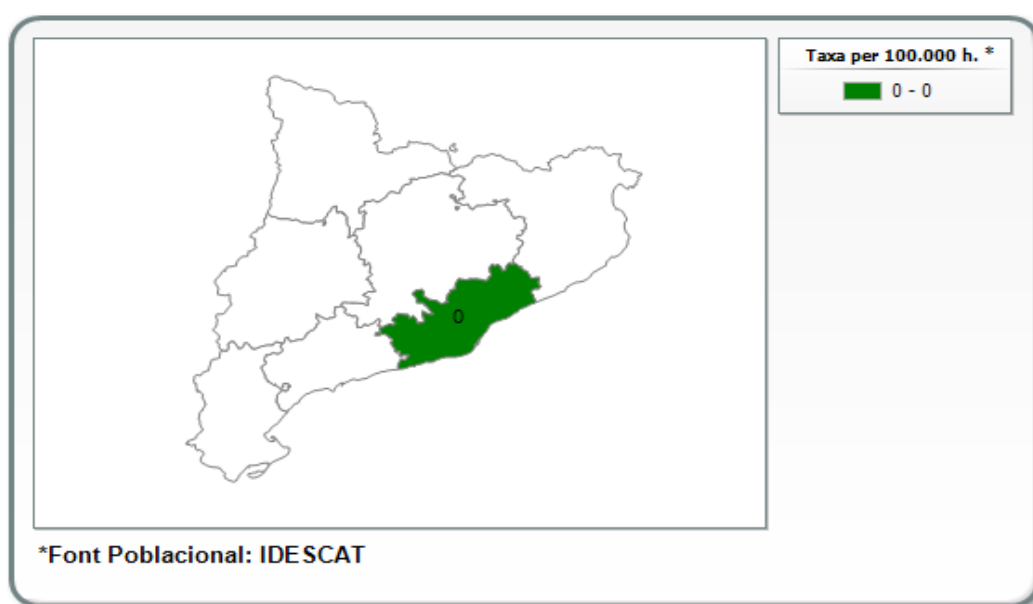 Taxa per 100.000 h. *
0 - 0
0
*Font Poblacional: IDESCAT